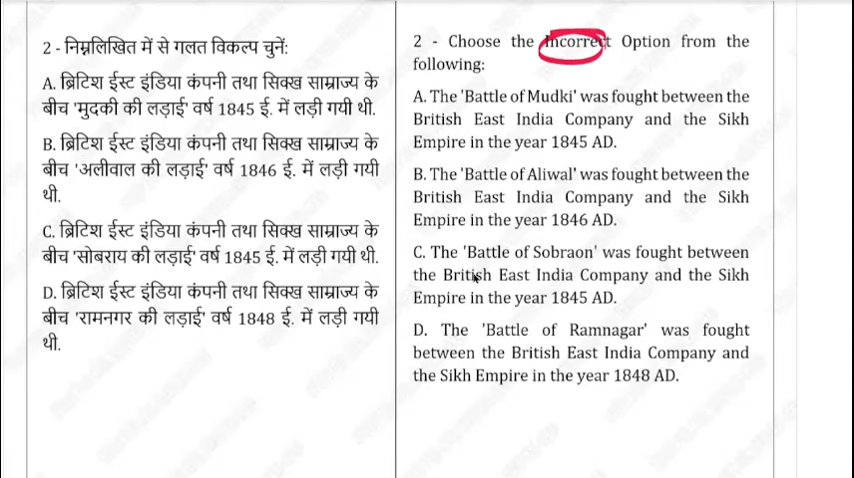 2 - निम्नलिखित में से गलत विकल्प चुनें:
A. ब्रिटिश ईस्ट इंडिया कंपनी तथा सिक्ख साम्राज्य के
बीच 'मुदकी की लड़ाई' वर्ष 1845 ई. में लड़ी गयी थी.
B. ब्रिटिश ईस्ट इंडिया कंपनी तथा सिक्ख साम्राज्य के
बीच 'अलीवाल की लड़ाई' वर्ष 1846 ई. में लड़ी गयी
थी.
C. ब्रिटिश ईस्ट इंडिया कंपनी तथा सिक्ख साम्राज्य के
बीच 'सोबराय की लड़ाई' वर्ष 1845 ई. में लड़ी गयी थी.
D. ब्रिटिश ईस्ट इंडिया कंपनी तथा सिक्ख साम्राज्य के
बीच 'रामनगर की लड़ाई' वर्ष 1848 ई. में लड़ी गयी
थी.
2 - Choose the Incorrect Option from the
following:
A. The 'Battle of Mudki' was fought between the
British East India Company and the Sikh
Empire in the year 1845 AD.
B. The 'Battle of Aliwal' was fought between the
British East India Company and the Sikh
Empire in the year 1846 AD.
C. The 'Battle of Sobraon' was fought between
the British East India Company and the Sikh
Empire in the year 1845 AD.
D. The 'Battle of Ramnagar' was fought
between the British East India Company and
the Sikh Empire in the year 1848 AD.